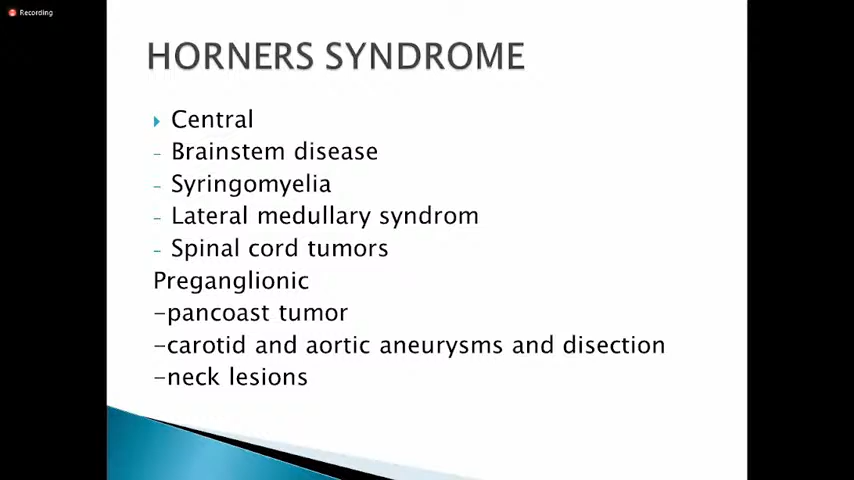 Recording
HORNERS SYNDROME
Central
- Brainstem disease
- Syringomyelia
- Lateral medullary syndrom
- Spinal cord tumors
Preganglionic
-pancoast tumor
-carotid and aortic aneurysms and disection
-neck lesions